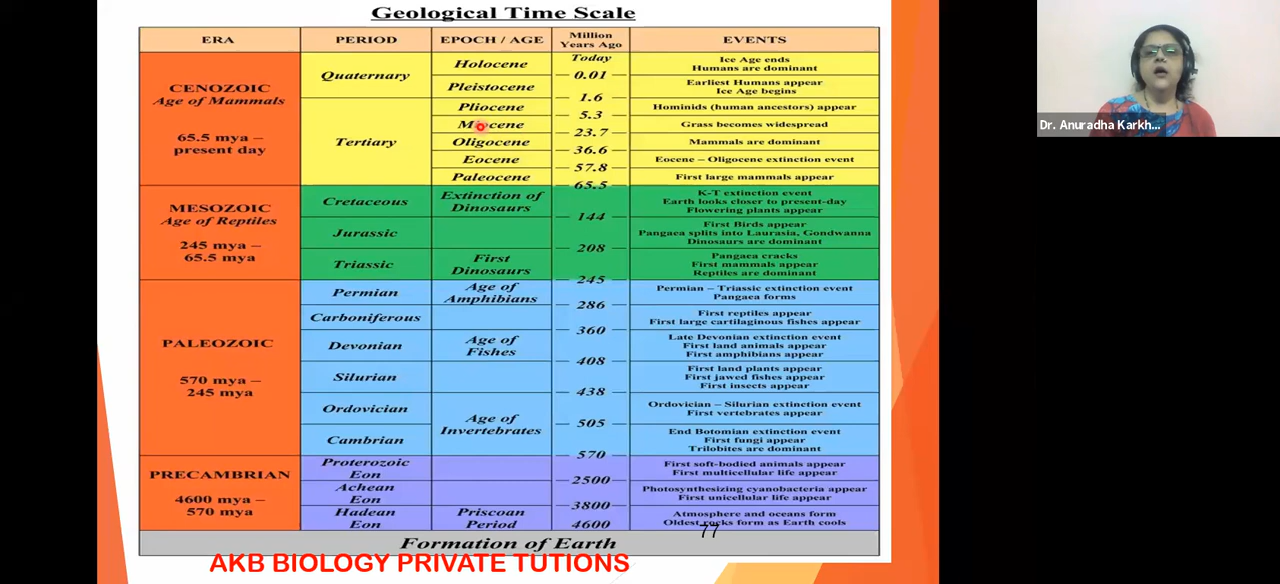 Geological Time Scale
ERA
PERIOD
EPOCH / AGE
Million
Years Ago
EVENTS
CENOZOIC
Age of Mammals
65.5 mya –
present day
Quaternary
Holocene
Today
Ice Age ends
Humans are dominant
0.01
Pleistocene
Earliest Humans appear
Ice Age begins
1.6
Tertiary
Pliocene
Hominids (human ancestors) appear
5.3
Grass becomes widespread
23.7
Oligocene
Mammals are dominant
36.6
Eocene
Eocene – Oligocene extinction event
57.8
Paleocene
First large mammals appear
65.5
MESOZOIC
Age of Reptiles
245 mya –
65.5 mya
Cretaceous
Extinction of
Dinosaurs
K-T extinction event
Earth looks closer to present-day
Flowering plants appear
144
Jurassic
First Birds appear
Pangaea splits into Laurasia, Gondwanna
Dinosaurs are dominant
208
Triassic
First
Dinosaurs
Pangaea cracks
First mammals appear
Reptiles are dominant
245
PALEOZOIC
570 mya –
245 mya
Permian
Age of
Amphibians
Permian – Triassic extinction event
Pangaea forms
286
Carboniferous
First reptiles appear
First large cartilaginous fishes appear
360
Devonian
Age of
Fishes
Late Devonian extinction event
First land animals appear
First amphibians appear
408
Silurian
First land plants appear
First jawed fishes appear
First insects appear
438
Ordovician
Age of
Invertebrates
Ordovician – Silurian extinction event
First vertebrates appear
505
Cambrian
End Botomian extinction event
First fungi appear
Trilobites are dominant
570
PRECAMBRIAN
4600 mya –
570 mya
Proterozoic
Eon
First soft-bodied animals appear
First multicellular life appear
2500
Achean
Eon
Photosynthesizing cyanobacteria appear
First unicellular life appear
3800
Hadean
Eon
Priscoan
Period
Atmosphere and oceans form
Oldest rocks form as Earth cools
4600
77
Formation of Earth
AKB BIOLOGY PRIVATE TUTIONS
Dr. Anuradha Karkh...